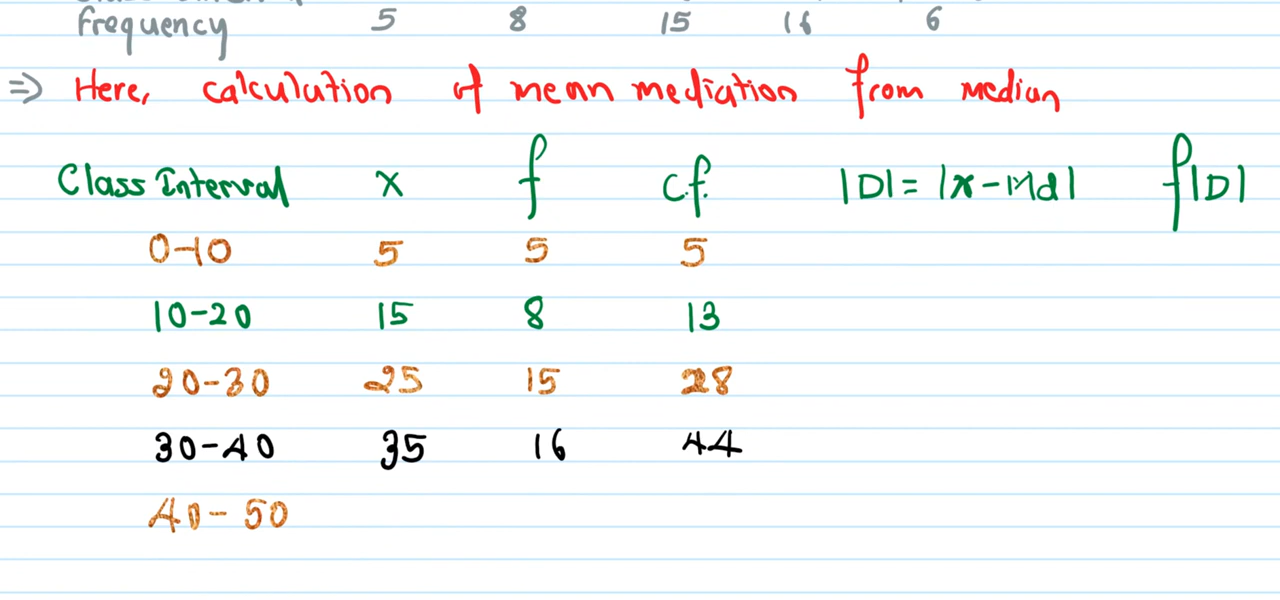 frequency 5 8 15 16 6
⇒ Here, calculation of mean mediation from median
Class Interval x f c.f. |D| = |x-Md| f|D|
0-10 5 5 5
10-20 15 8 13
20-30 25 15 28
30-40 35 16 44
40-50